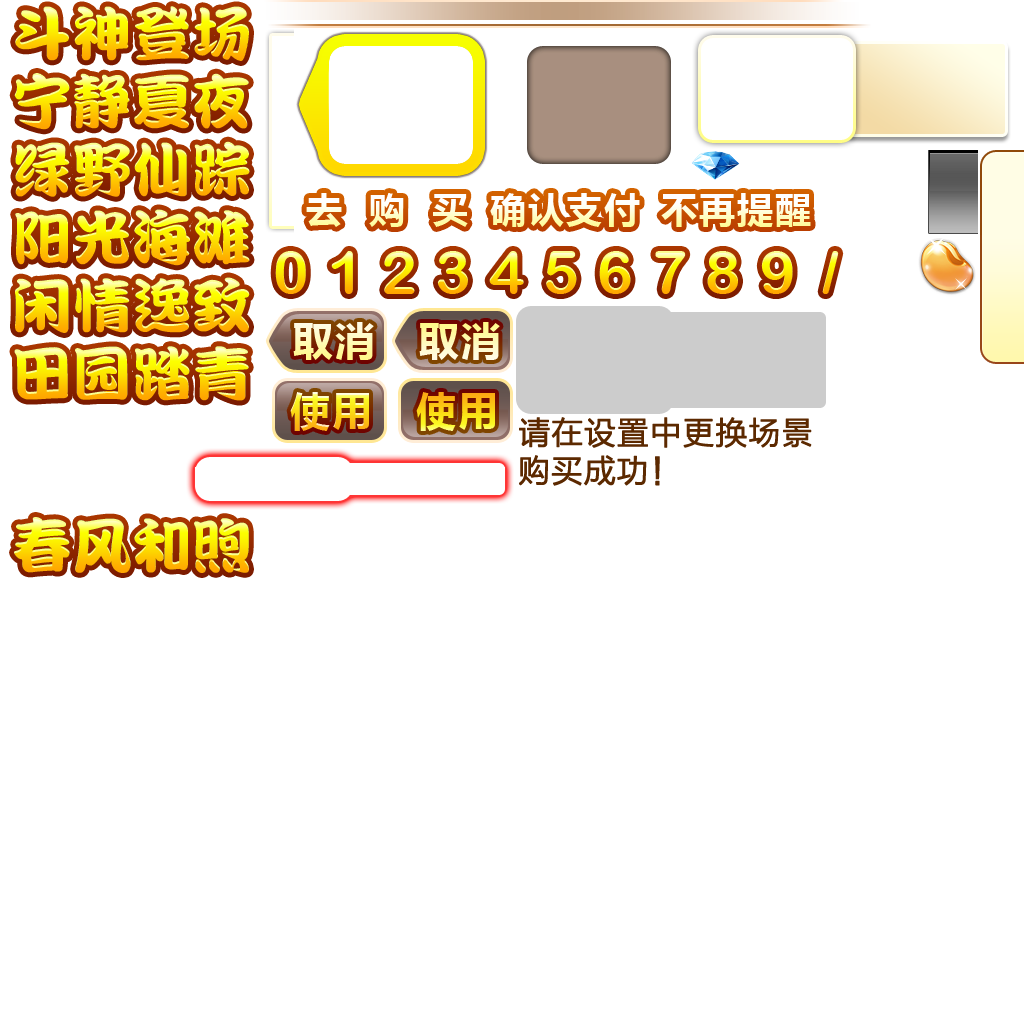 斗神登场
宁静夏夜
绿野仙踪
阳光海滩
闲情逸致
田园踏青
春风和煦
去 购 买 确认支付 不再提醒
0 1 2 3 4 5 6 7 8 9 /
取消 取消
使用 使用
请在设置中更换场景
购买成功！